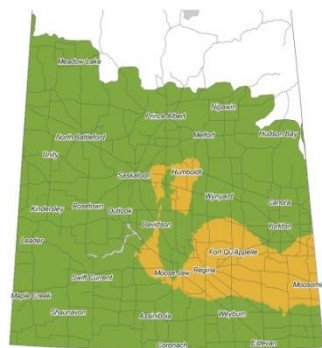 Meadow Lake
Nipawin
Prince Albert
Hudson Bay
North Battleford
Melfort
Unity
Saskatoon
Humboldt
Wynyard
Canora
Kindersley
Rosetown
Outlook
Davidson
Yorkton
Leader
Fort Qu'Appelle
Moose Jaw
Regina
Swift Current
Moosomin
Maple Creek
Shaunavon
Assiniboia
Weyburn
Coronach
Estevan